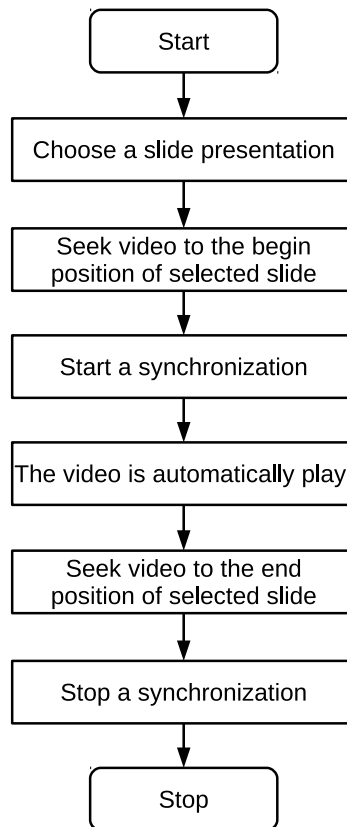 Start
Choose a slide presentation
Seek video to the begin
position of selected slide
Start a synchronization
The video is automatically play
Seek video to the end
position of selected slide
Stop a synchronization
Stop